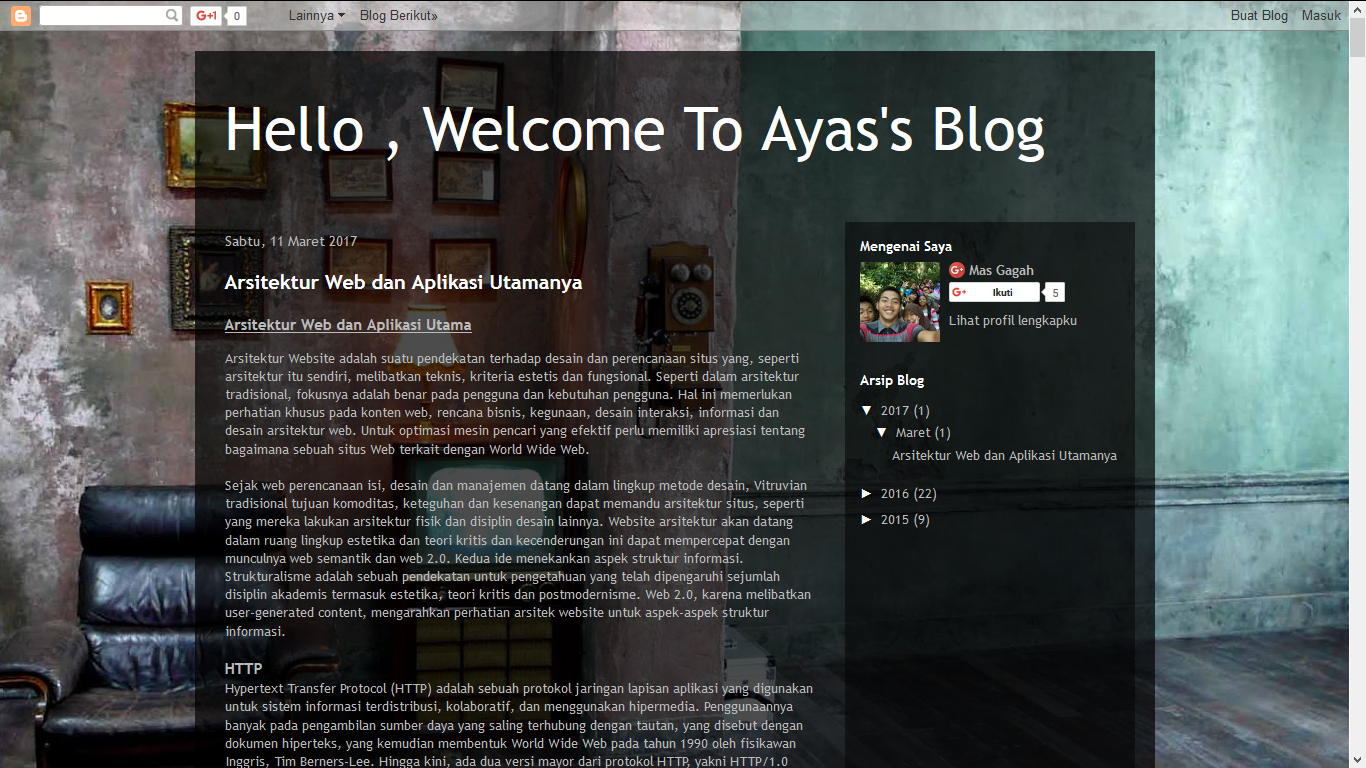 0
Lainnya
Blog Berikut»
Buat Blog
Masuk
Hello , Welcome To Ayas's Blog
Sabtu, 11 Maret 2017
Arsitektur Web dan Aplikasi Utamanya
Arsitektur Web dan Aplikasi Utama
Arsitektur Website adalah suatu pendekatan terhadap desain dan perencanaan situs yang, seperti
arsitektur itu sendiri, melibatkan teknis, kriteria estetis dan fungsional. Seperti dalam arsitektur
tradisional, fokusnya adalah benar pada pengguna dan kebutuhan pengguna. Hal ini memerlukan
perhatian khusus pada konten web, rencana bisnis, kegunaan, desain interaksi, informasi dan
desain arsitektur web. Untuk optimasi mesin pencari yang efektif perlu memiliki apresiasi tentang
bagaimana sebuah situs Web terkait dengan World Wide Web.
Sejak web perencanaan isi, desain dan manajemen datang dalam lingkup metode desain, Vitruvian
tradisional tujuan komoditas, keteguhan dan kesenangan dapat memandu arsitektur situs, seperti
yang mereka lakukan arsitektur fisik dan disiplin desain lainnya. Website arsitektur akan datang
dalam ruang lingkup estetika dan teori kritis dan kecenderungan ini dapat mempercepat dengan
munculnya web semantik dan web 2.0. Kedua ide menekankan aspek struktur informasi.
Strukturalisme adalah sebuah pendekatan untuk pengetahuan yang telah dipengaruhi sejumlah
disiplin akademis termasuk estetika, teori kritis dan postmodernisme. Web 2.0, karena melibatkan
user-generated content, mengarahkan perhatian arsitek website untuk aspek-aspek struktur
informasi.
HTTP
Hypertext Transfer Protocol (HTTP) adalah sebuah protokol jaringan lapisan aplikasi yang digunakan
untuk sistem informasi terdistribusi, kolaboratif, dan menggunakan hipermedia. Penggunaannya
banyak pada pengambilan sumber daya yang saling terhubung dengan tautan, yang disebut dengan
dokumen hiperteks, yang kemudian membentuk World Wide Web pada tahun 1990 oleh fisikawan
Inggris, Tim Berners-Lee. Hingga kini, ada dua versi mayor dari protokol HTTP, yakni HTTP/1.0
Mengenai Saya
G+ Mas Gagah
G+ Ikuti 5
Lihat profil lengkapku
Arsip Blog
▼ 2017 (1)
▼ Maret (1)
Arsitektur Web dan Aplikasi Utamanya
► 2016 (22)
► 2015 (9)